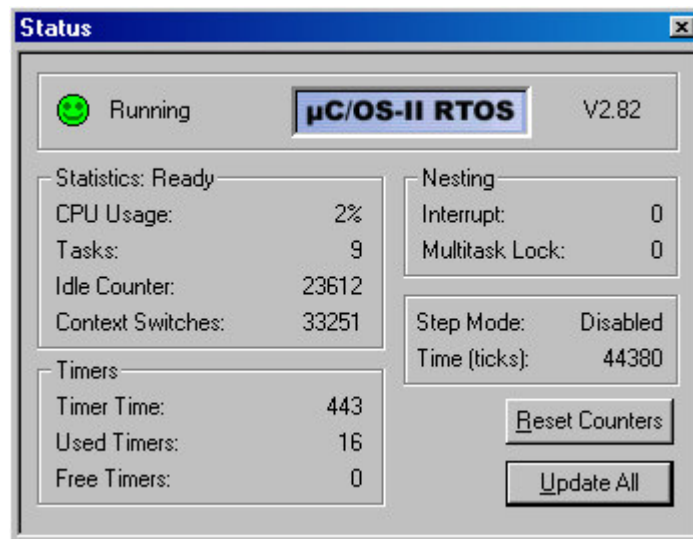 Status
Running
µC/OS-II RTOS
V2.82
Statistics: Ready
CPU Usage: 2%
Tasks: 9
Idle Counter: 23612
Context Switches: 33251
Nesting
Interrupt: 0
Multitask Lock: 0
Step Mode: Disabled
Time (ticks): 44380
Timers
Timer Time: 443
Used Timers: 16
Free Timers: 0
Reset Counters
Update All